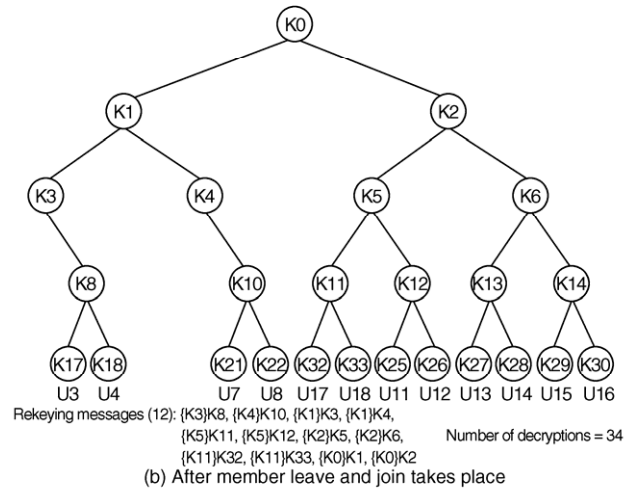 K0
K1 K2
K3 K4 K5 K6
K8 K10 K11 K12 K13 K14
K17 K18 K21 K22 K32 K33 K25 K26 K27 K28 K29 K30
U3 U4 U7 U8 U17 U18 U11 U12 U13 U14 U15 U16
Rekeying messages (12): {K3}K8, {K4}K10, {K1}K3, {K1}K4,
{K5}K11, {K5}K12, {K2}K5, {K2}K6,
Number of decryptions = 34
{K11}K32, {K11}K33, {K0}K1, {K0}K2
(b) After member leave and join takes place